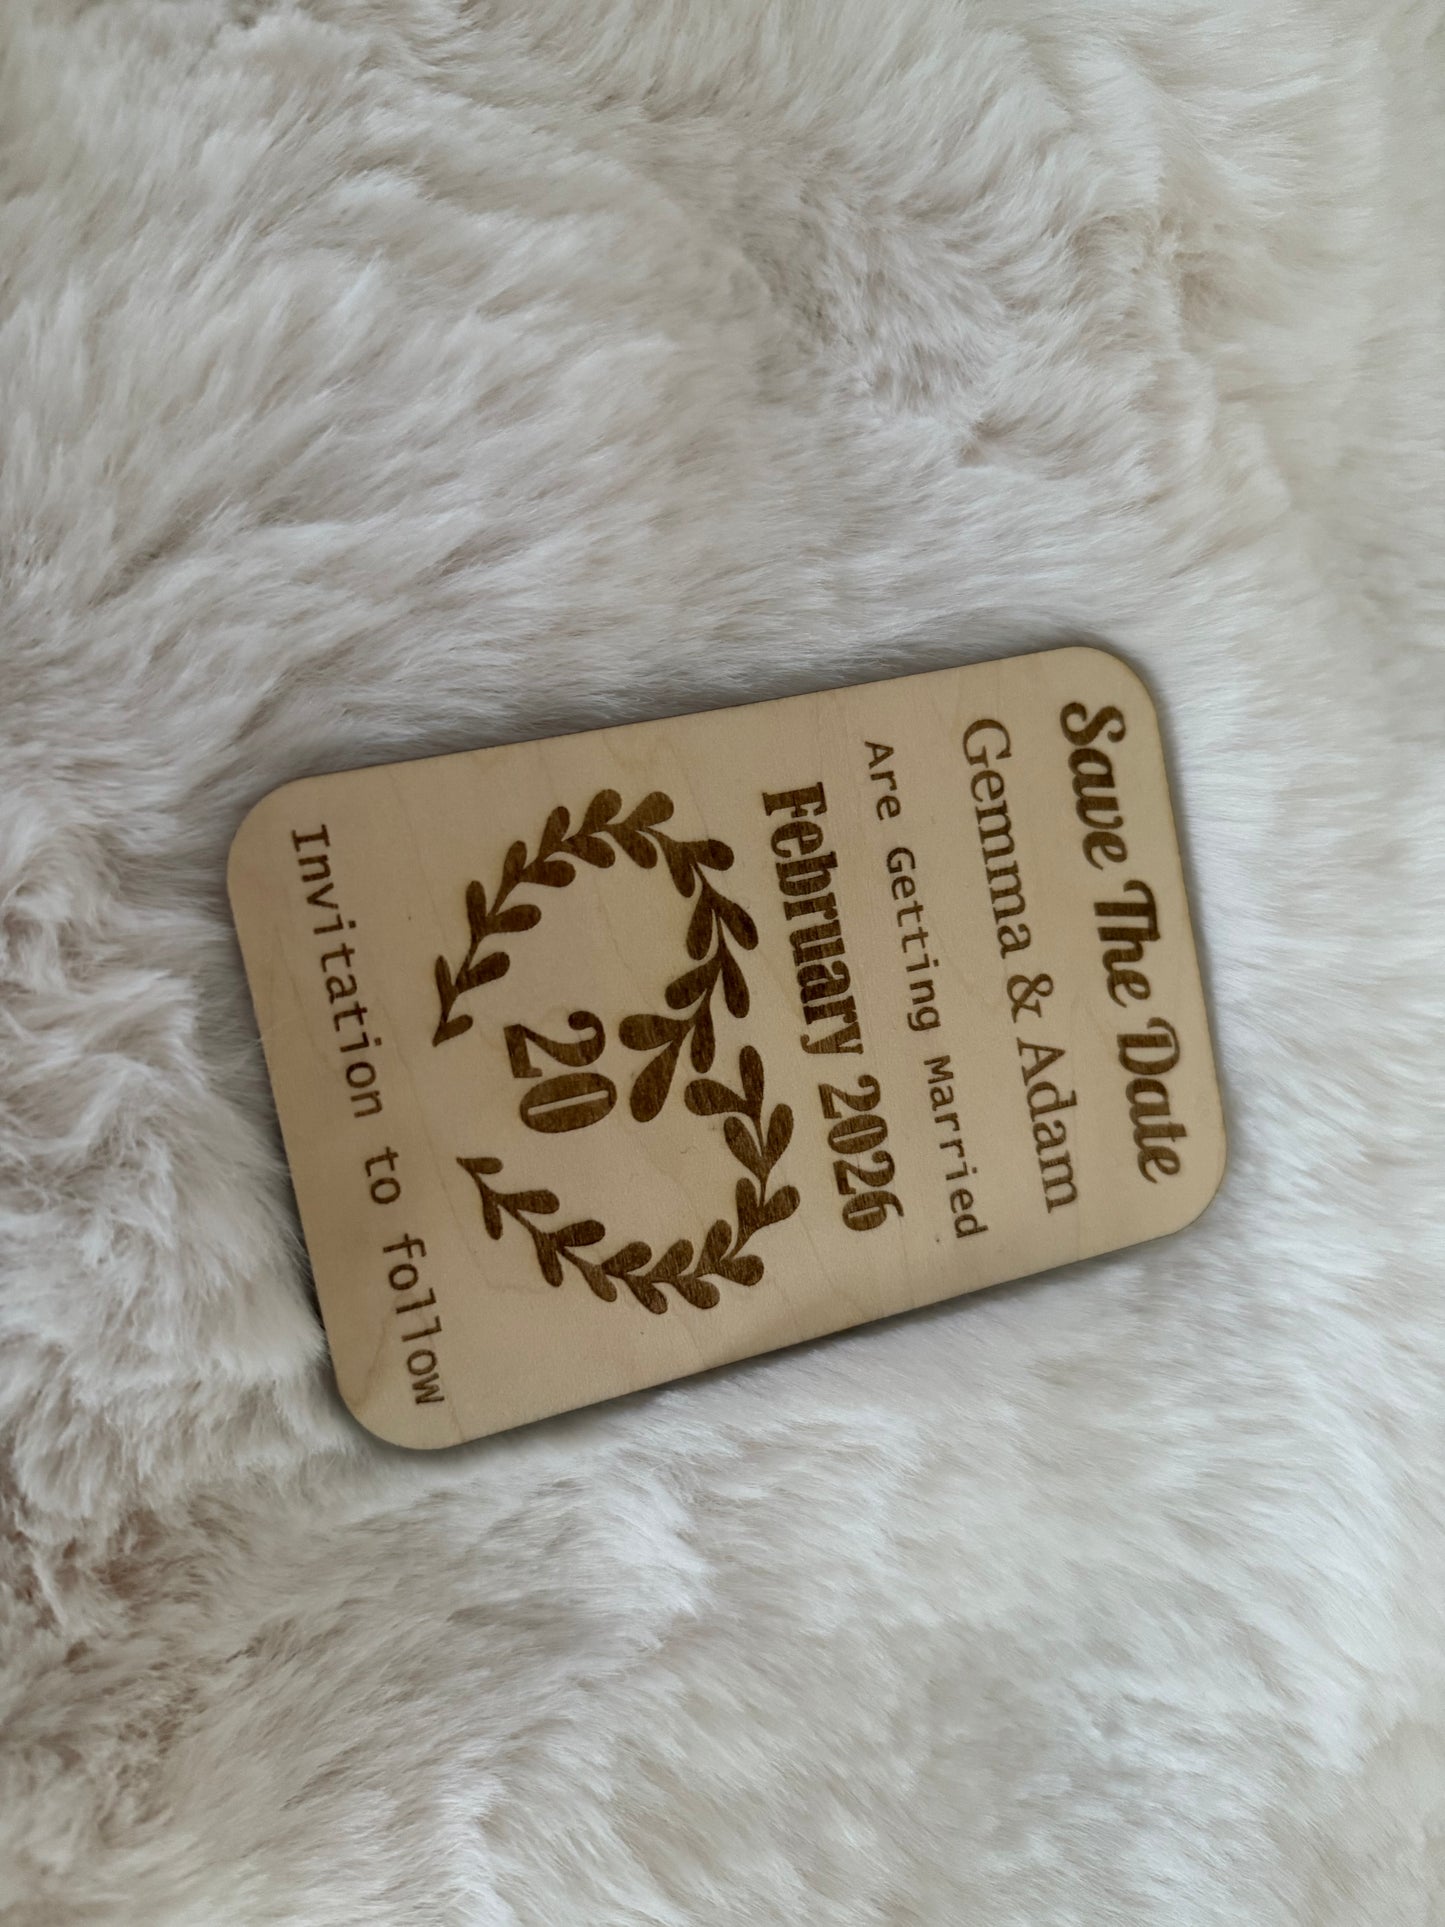 Save The Date
Gemma & Adam
Are Getting Married
February 2026
20
Invitation to follow